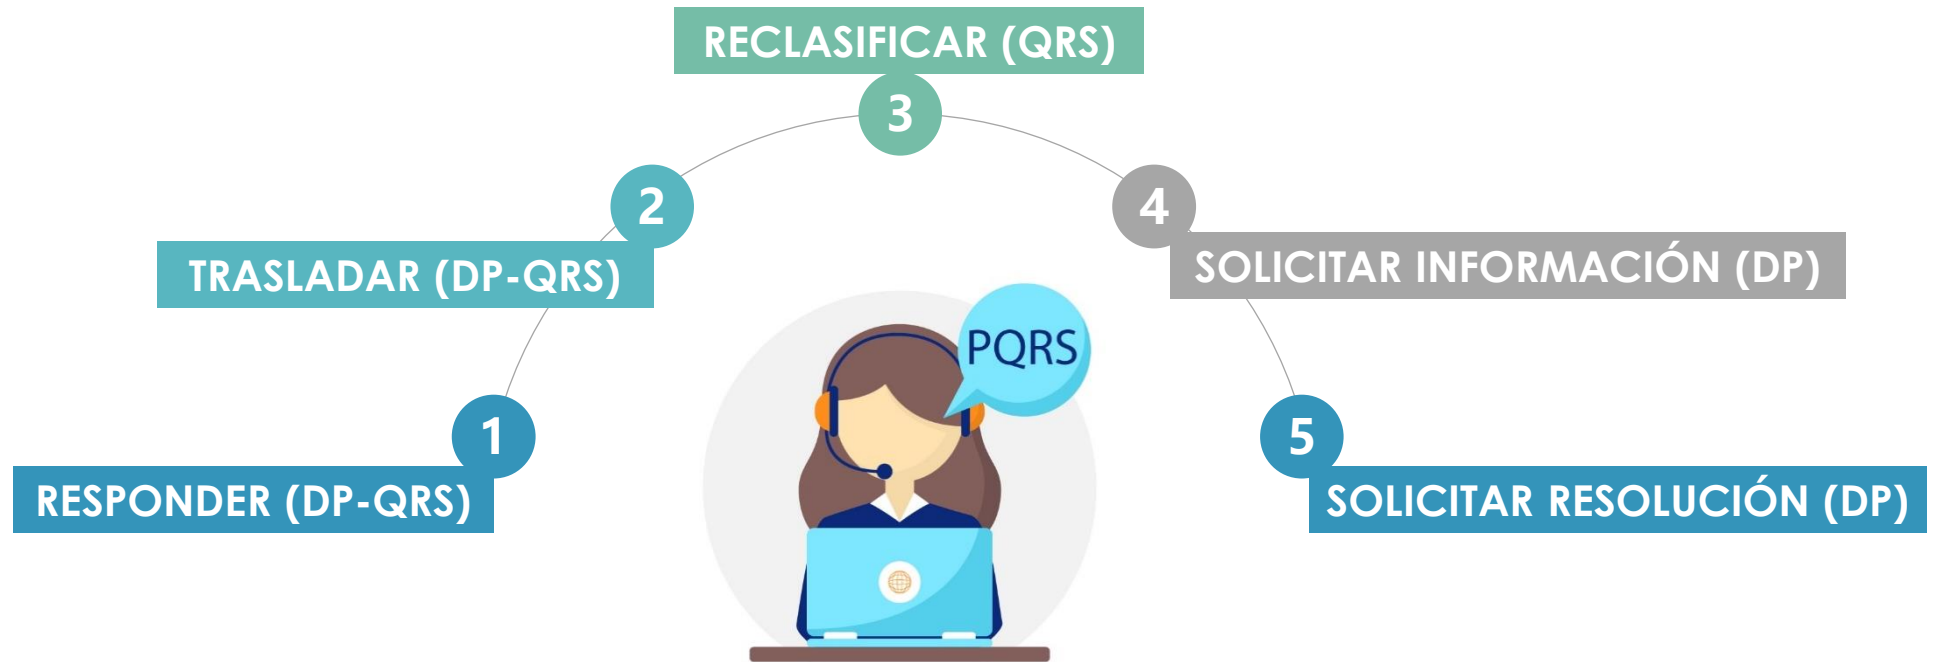 RECLASIFICAR (QRS)
3
2
4
TRASLADAR (DP-QRS)
SOLICITAR INFORMACIÓN (DP)
PQRS
1
5
RESPONDER (DP-QRS)
SOLICITAR RESOLUCIÓN (DP)